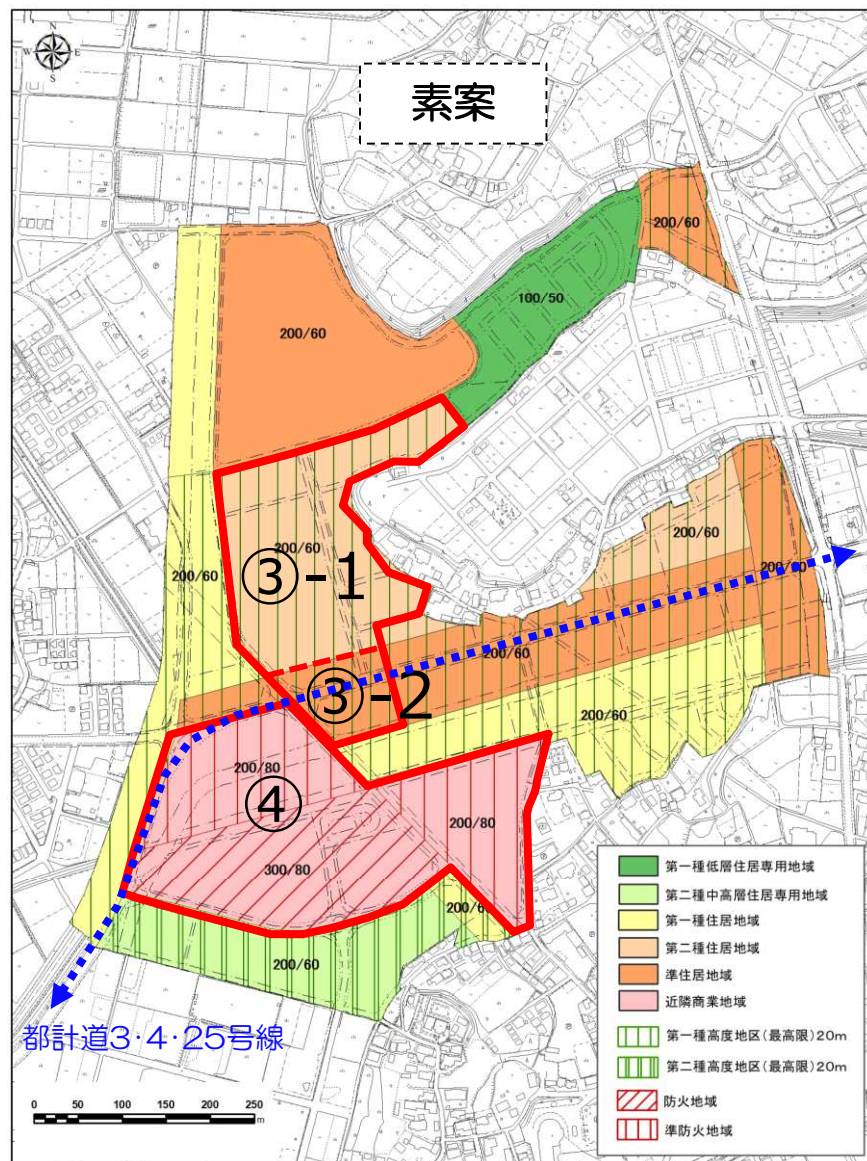 N
W
E
S
素案
200/60
100/50
200/60
200/60
200/60
200/60
200/60
③-1
200/60
③-2
200/60
200/80
④
200/80
300/80
200/60
都計道3・4・25号線
0 50 100 150 200 250
m
第一種低層住居専用地域
第二種中高層住居専用地域
第一種住居地域
第二種住居地域
準住居地域
近隣商業地域
第一種高度地区(最高限)20m
第二種高度地区(最高限)20m
防火地域
準防火地域